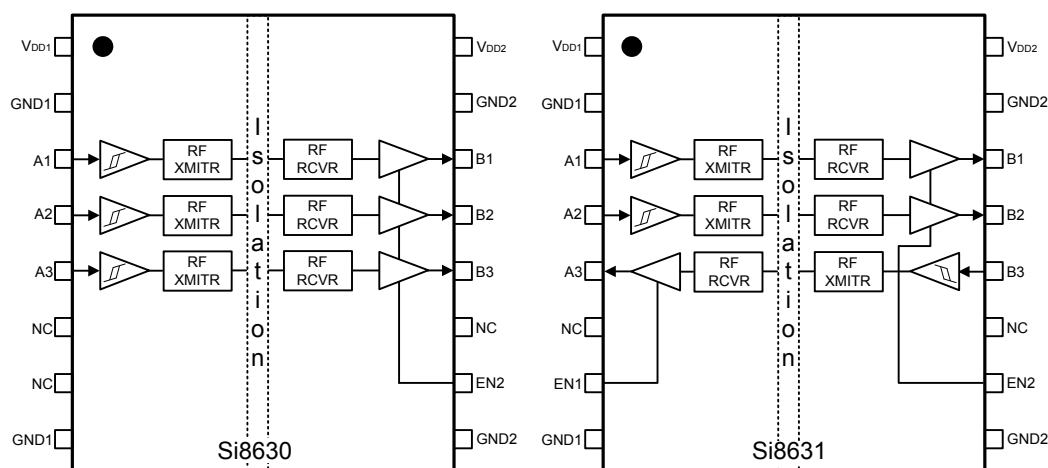 VDD1
VDD2
GND1
GND2
A1
RF
XMITR
RF
RCVR
B1
A2
RF
XMITR
RF
RCVR
B2
A3
RF
XMITR
RF
RCVR
B3
NC
NC
NC
EN2
GND1
GND2
Isolation
Si8630
VDD1
VDD2
GND1
GND2
A1
RF
XMITR
RF
RCVR
B1
A2
RF
XMITR
RF
RCVR
B2
A3
RF
RCVR
RF
XMITR
B3
NC
NC
EN1
EN2
GND1
GND2
Isolation
Si8631